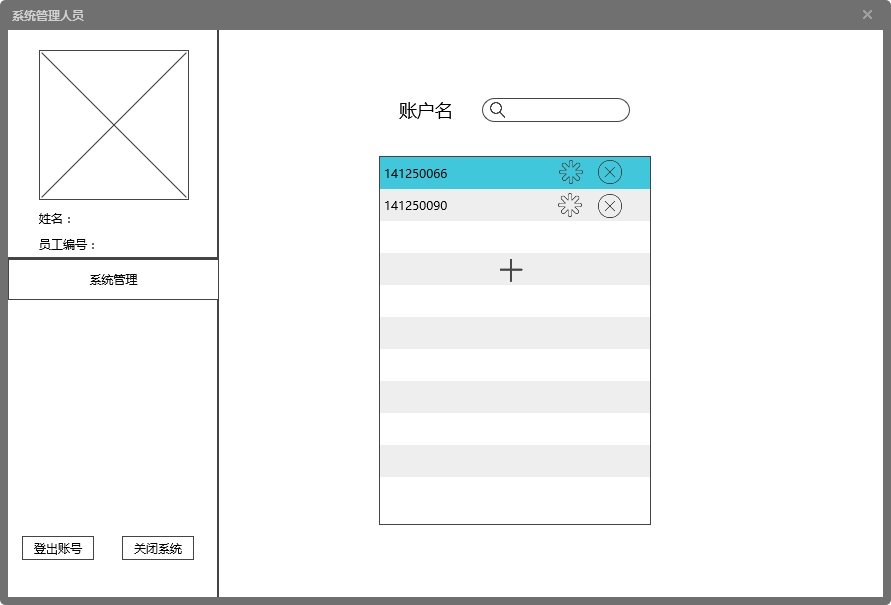 系统管理人员
姓名：
员工编号：
系统管理
登出账号
关闭系统
账户名
141250066
141250090